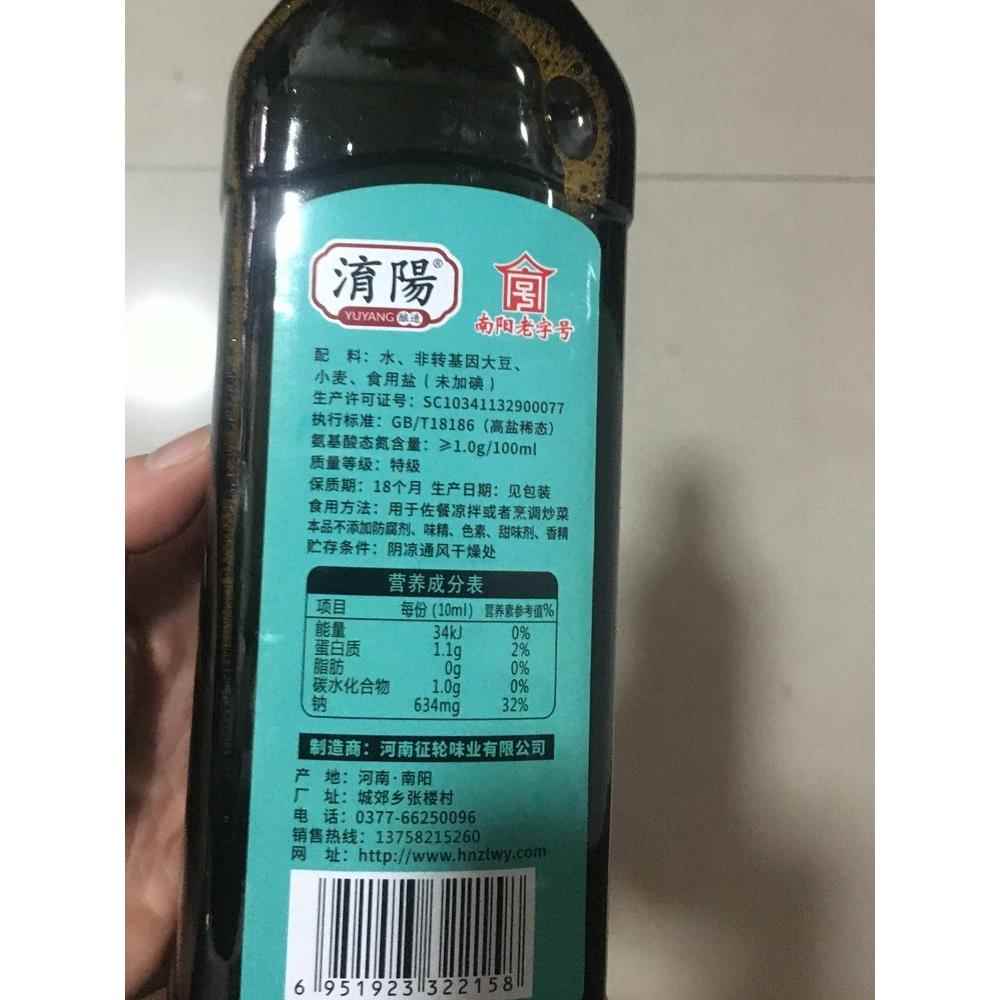 淯陽®
YUYANG 酿造
南阳老字号
配 料：水、非转基因大豆、
小麦、食用盐（未加碘）
生产许可证号：SC10341132900077
执行标准：GB/T18186（高盐稀态）
氨基酸态氮含量：≥1.0g/100ml
质量等级：特级
保质期：18个月 生产日期：见包装
食用方法：用于佐餐凉拌或者烹调炒菜
本品不添加防腐剂、味精、色素、甜味剂、香精
贮存条件：阴凉通风干燥处
营养成分表
项目 每份(10ml) 营养素参考值%
能量 34kJ 0%
蛋白质 1.1g 2%
脂肪 0g 0%
碳水化合物 1.0g 0%
钠 634mg 32%
制造商：河南征轮味业有限公司
产 地：河南·南阳
厂 址：城郊乡张楼村
电 话：0377-66250096
销售热线：13758215260
网 址：http://www.hnzlwy.com
6 951923 322158